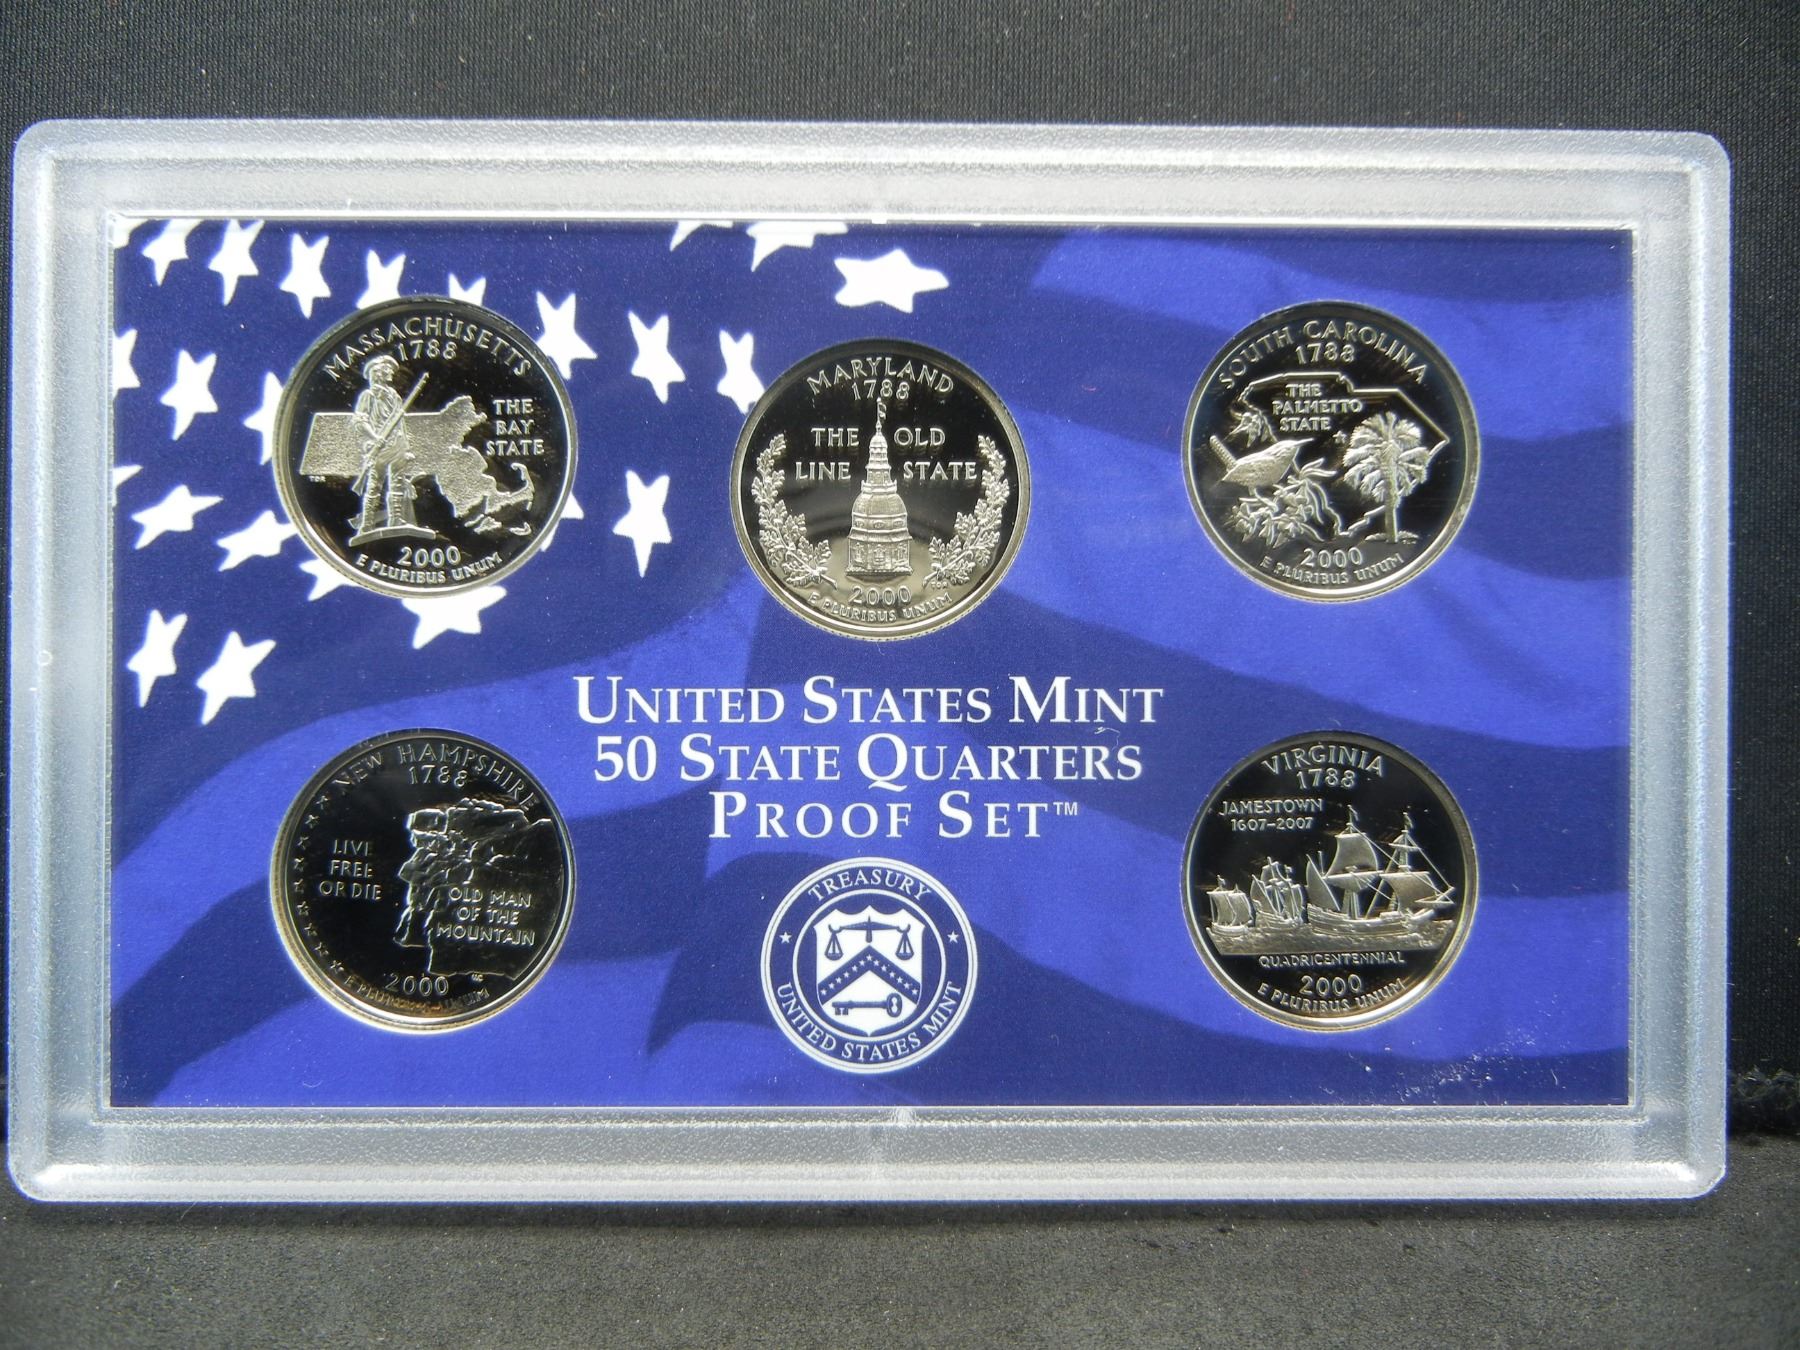 MASSACHUSETTS
1788
THE
BAY
STATE
TDF
2000
E PLURIBUS UNUM
MARYLAND
1788
THE OLD
LINE STATE
2000
E PLURIBUS UNUM
SOUTH CAROLINA
1788
THE
PALMETTO
STATE
2000
E PLURIBUS UNUM
UNITED STATES MINT
50 STATE QUARTERS
PROOF SET™
NEW HAMPSHIRE
1788
LIVE
FREE
OR DIE
OLD MAN
OF THE
MOUNTAIN
2000
E PLURIBUS UNUM
TREASURY
UNITED STATES MINT
VIRGINIA
1788
JAMESTOWN
1607-2007
QUADRICENTENNIAL
2000
E PLURIBUS UNUM